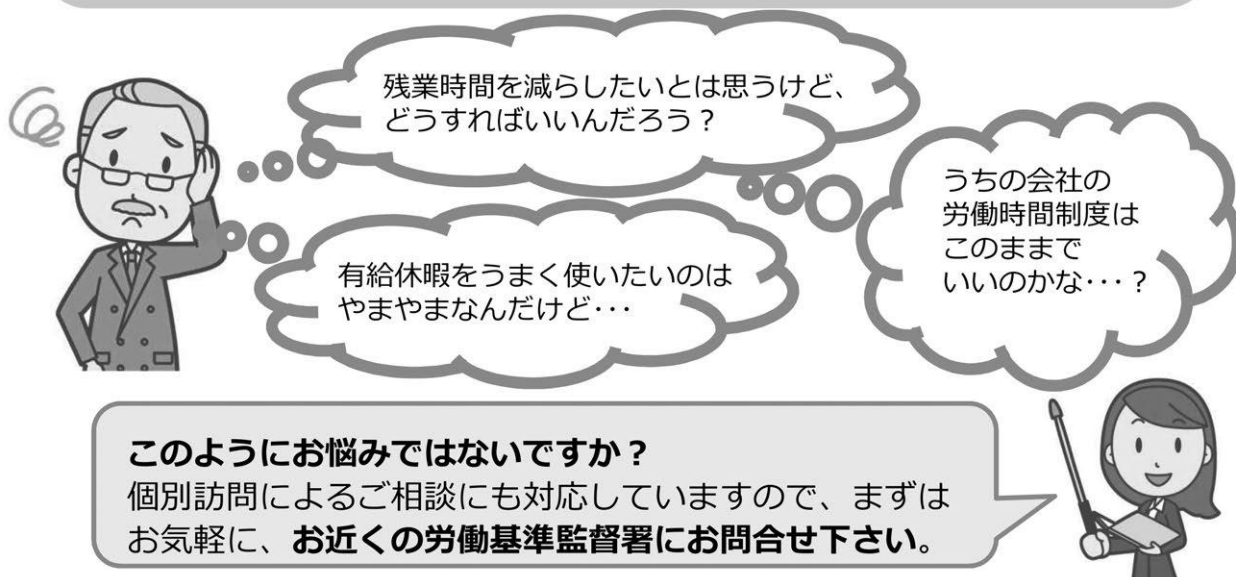 残業時間を減らしたいとは思うけど、
どうすればいいんだろう？
うちの会社の
労働時間制度は
このままで
いいのかな･･･？
有給休暇をうまく使いたいのは
やまやまなんだけど･･･
このようにお悩みではないですか？
個別訪問によるご相談にも対応していますので、まずは
お気軽に、お近くの労働基準監督署にお問合せ下さい。